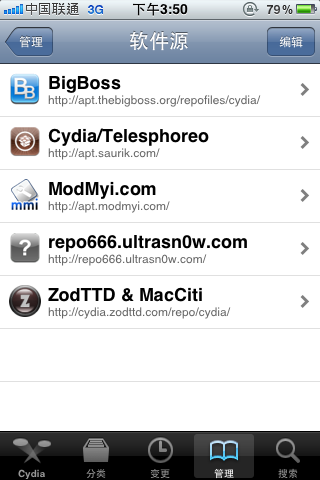 中国联通 3G 下午3:50 79%
管理 软件源 编辑
BigBoss
http://apt.thebigboss.org/repofiles/cydia/
Cydia/Telesphoreo
http://apt.saurik.com/
mmi
ModMyi.com
http://apt.modmyi.com/
?
repo666.ultrasn0w.com
http://repo666.ultrasn0w.com/
Z
ZodTTD & MacCiti
http://cydia.zodttd.com/repo/cydia/
Cydia 分类 变更 管理 搜索